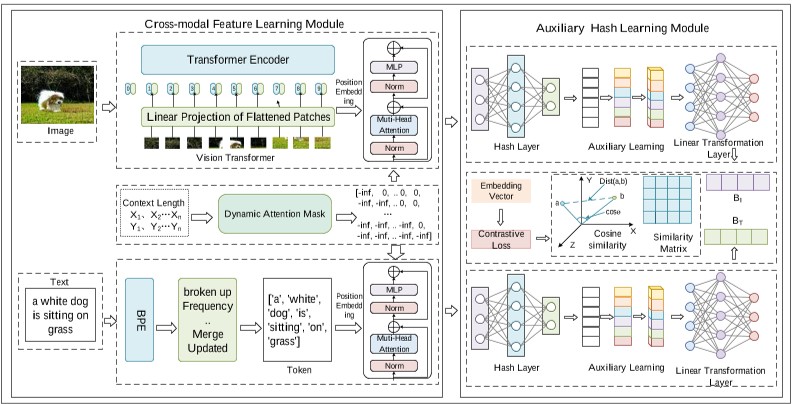 Cross-modal Feature Learning Module
Transformer Encoder
0 1 2 3 4 5 6 7 8 9
Linear Projection of Flattened Patches
Vision Transformer
Image
Position
Embedd
ing
MLP
Norm
Muti-Head
Attention
Norm
Context Length
X₁、X₂⋯Xₙ
Y₁、Y₂⋯Yₙ
Dynamic Attention Mask
[-inf, 0, .. 0, 0,
-inf, -inf, .. 0, 0,
...
-inf, -inf, .. -inf, 0,
-inf, -inf, .. -inf, -inf]
Text
a white dog
is sitting on
grass
BPE
broken up
Frequency
..
Merge
Updated
['a', 'white',
'dog', 'is',
'sitting', 'on',
'grass']
Token
Position
Embedd
ing
MLP
Norm
Muti-Head
Attention
Norm
Auxiliary Hash Learning Module
Hash Layer
Auxiliary Learning
Linear Transformation
Layer
Embedding
Vector
Contrastive
Loss
Y
Dist(a,b)
a
b
cosθ
X
Z
Cosine
similarity
Similarity
Matrix
B_I
B_T
Hash Layer
Auxiliary Learning
Linear Transformation
Layer